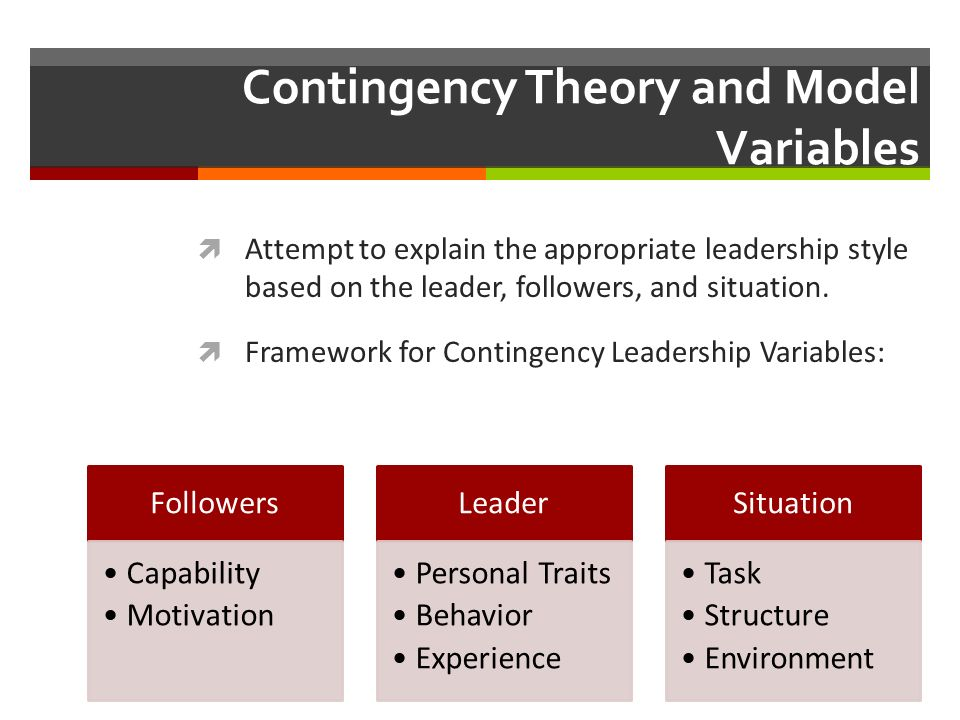 Contingency Theory and Model
Variables
Attempt to explain the appropriate leadership style
based on the leader, followers, and situation.
Framework for Contingency Leadership Variables:
Followers
• Capability
• Motivation
Leader
• Personal Traits
• Behavior
• Experience
Situation
• Task
• Structure
• Environment